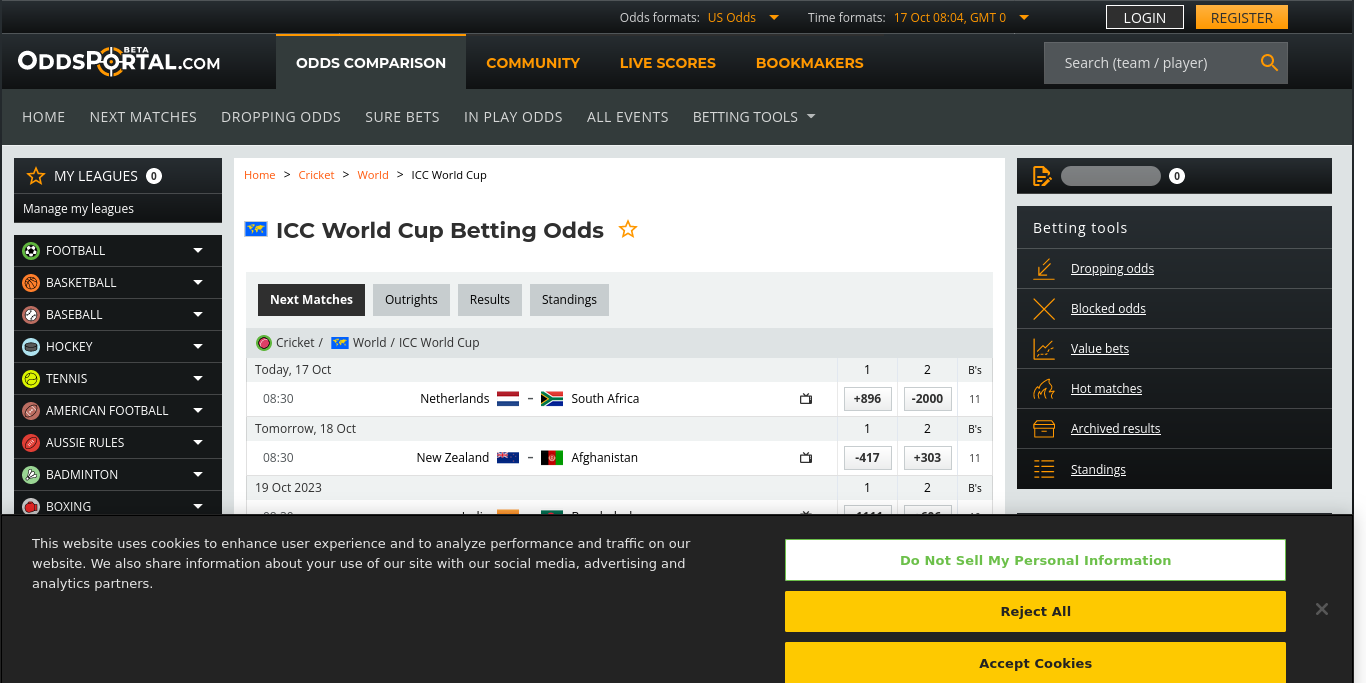 Odds formats: US Odds
Time formats: 17 Oct 08:04, GMT 0
LOGIN
REGISTER
ODDSPORTAL.COM BETA
ODDS COMPARISON
COMMUNITY
LIVE SCORES
BOOKMAKERS
Search (team / player)
HOME
NEXT MATCHES
DROPPING ODDS
SURE BETS
IN PLAY ODDS
ALL EVENTS
BETTING TOOLS
MY LEAGUES 0
Manage my leagues
FOOTBALL
BASKETBALL
BASEBALL
HOCKEY
TENNIS
AMERICAN FOOTBALL
AUSSIE RULES
BADMINTON
BOXING
Home > Cricket > World > ICC World Cup
ICC World Cup Betting Odds
Next Matches
Outrights
Results
Standings
Cricket / World / ICC World Cup
Today, 17 Oct 1 2 B's
08:30 Netherlands – South Africa +896 -2000 11
Tomorrow, 18 Oct 1 2 B's
08:30 New Zealand – Afghanistan -417 +303 11
19 Oct 2023 1 2 B's
0
Betting tools
Dropping odds
Blocked odds
Value bets
Hot matches
Archived results
Standings
This website uses cookies to enhance user experience and to analyze performance and traffic on our
website. We also share information about your use of our site with our social media, advertising and
analytics partners.
Do Not Sell My Personal Information
Reject All
Accept Cookies